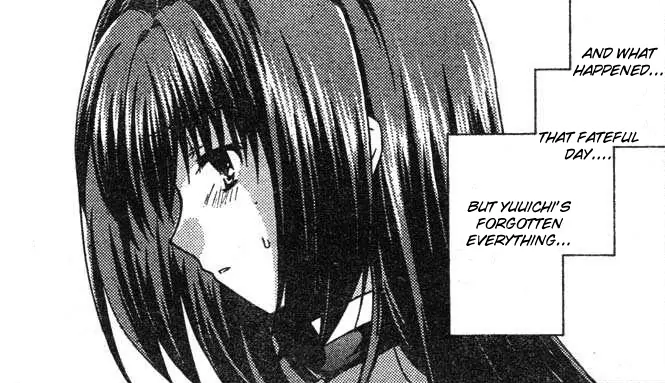 AND WHAT
HAPPENED...
THAT FATEFUL
DAY....
BUT YUUICHI'S
FORGOTTEN
EVERYTHING...